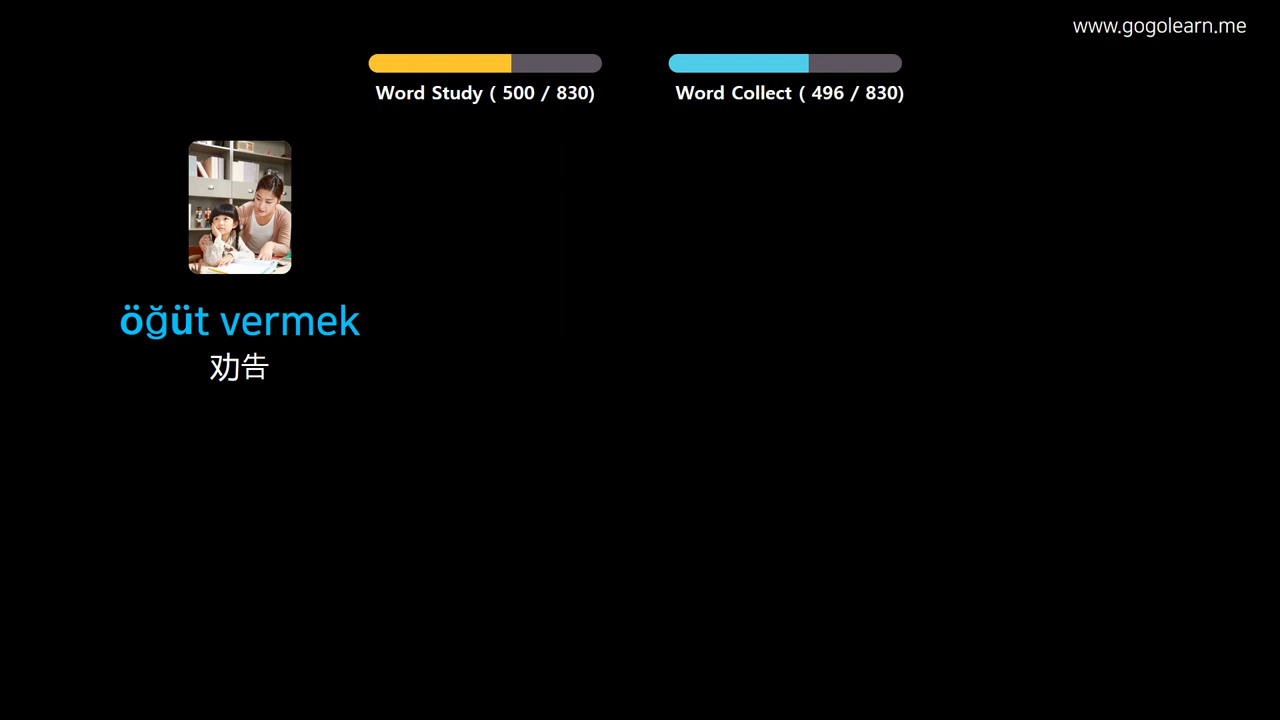 www.gogolearn.me
Word Study ( 500 / 830)
Word Collect ( 496 / 830)
öğüt vermek
劝告